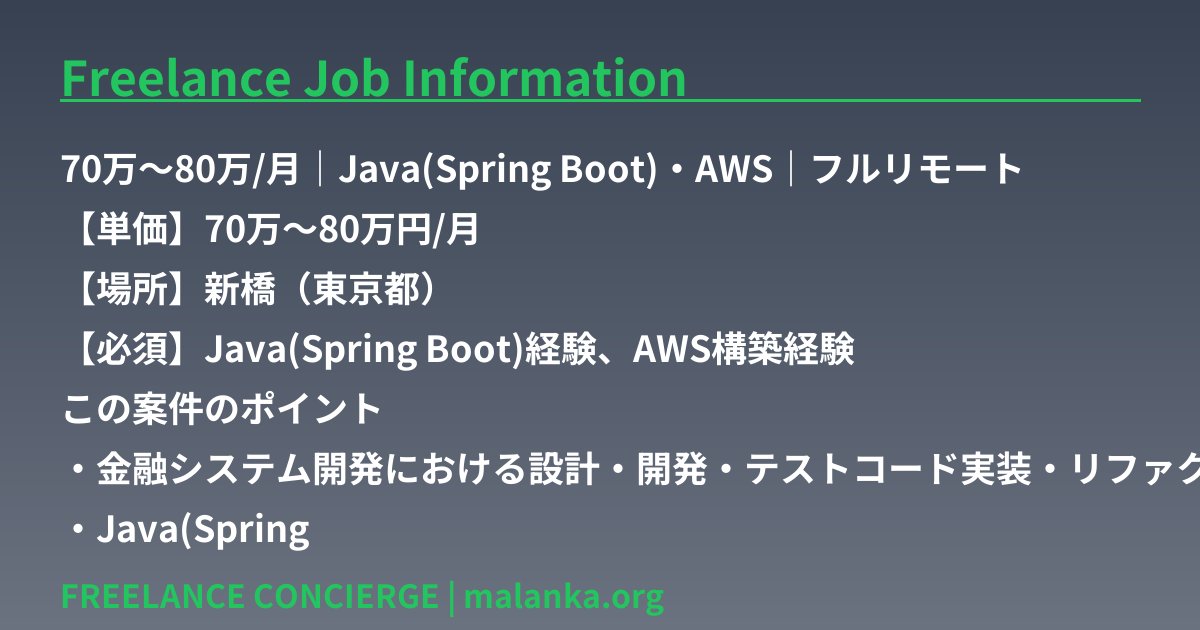 Freelance Job Information
70万〜80万/月｜Java(Spring Boot)・AWS｜フルリモート
【単価】70万〜80万円/月
【場所】新橋（東京都）
【必須】Java(Spring Boot)経験、AWS構築経験
この案件のポイント
・金融システム開発における設計・開発・テストコード実装・リファク
・Java(Spring
FREELANCE CONCIERGE | malanka.org